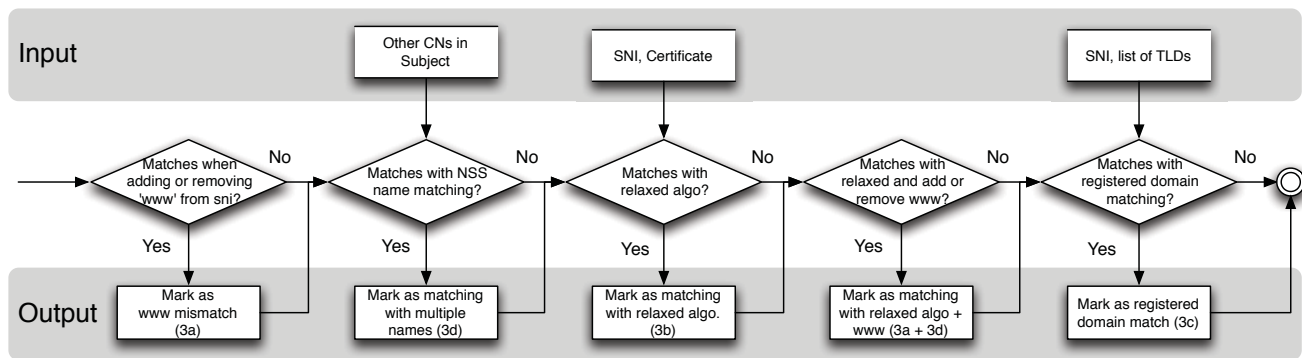 Input
Other CNs in
Subject
SNI, Certificate
SNI, list of TLDs
Matches when
adding or removing
'www' from sni?
No
Matches with NSS
name matching?
No
Matches with
relaxed algo?
No
Matches with
relaxed and add or
remove www?
No
Matches with
registered domain
matching?
No
Yes
Yes
Yes
Yes
Yes
Output
Mark as
www mismatch
(3a)
Mark as matching
with multiple
names (3d)
Mark as matching
with relaxed algo.
(3b)
Mark as matching
with relaxed algo +
www (3a + 3d)
Mark as registered
domain match (3c)